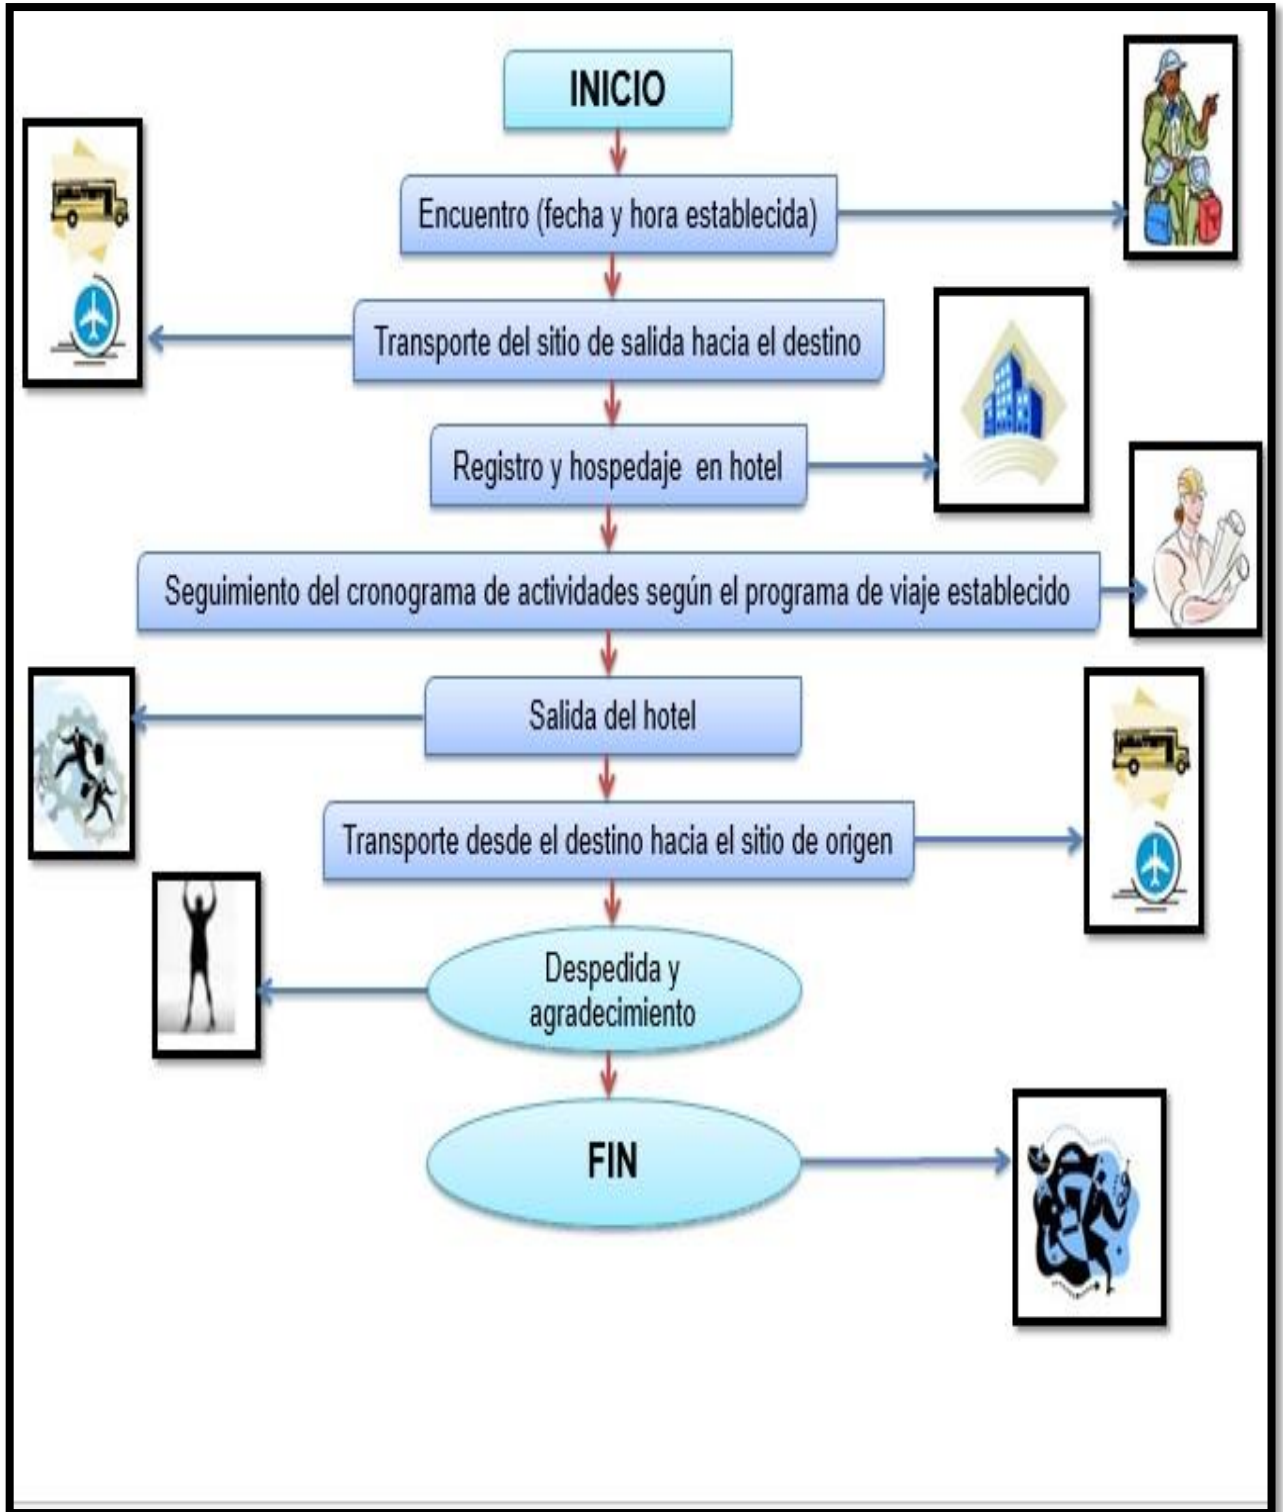 INICIO
Encuentro (fecha y hora establecida)
Transporte del sitio de salida hacia el destino
Registro y hospedaje en hotel
Seguimiento del cronograma de actividades según el programa de viaje establecido
Salida del hotel
Transporte desde el destino hacia el sitio de origen
Despedida y
agradecimiento
FIN